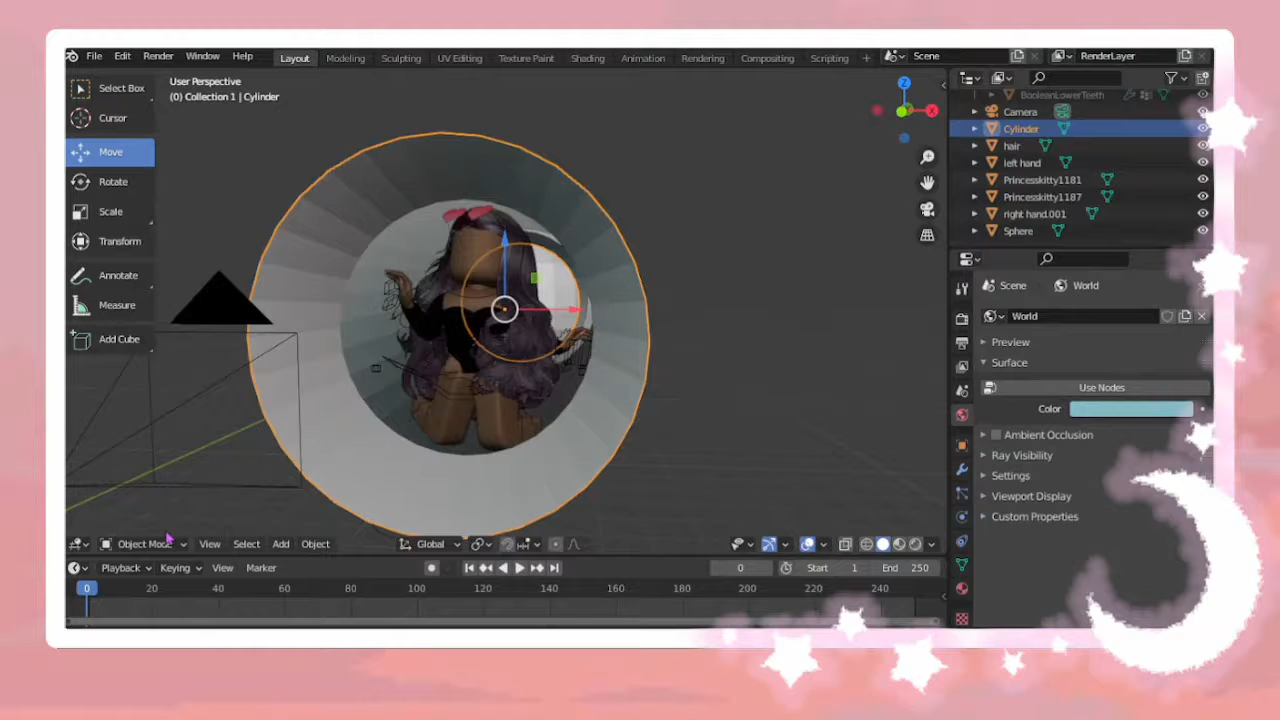 File Edit Render Window Help Layout Modeling Sculpting UV Editing Texture Paint Shading Animation Rendering Compositing Scripting + Scene RenderLayer
User Perspective
(0) Collection 1 | Cylinder
Select Box
Cursor
Move
Rotate
Scale
Transform
Annotate
Measure
Add Cube
Z
X
BooleanLowerTeeth
Camera
Cylinder
hair
left hand
Princesskitty1181
Princesskitty1187
right hand.001
Sphere
Scene World
World
Preview
Surface
Use Nodes
Color
Ambient Occlusion
Ray Visibility
Settings
Viewport Display
Custom Properties
Object Mode View Select Add Object Global
Playback Keying View Marker 0 Start 1 End 250
0 20 40 60 80 100 120 140 160 180 200 220 240